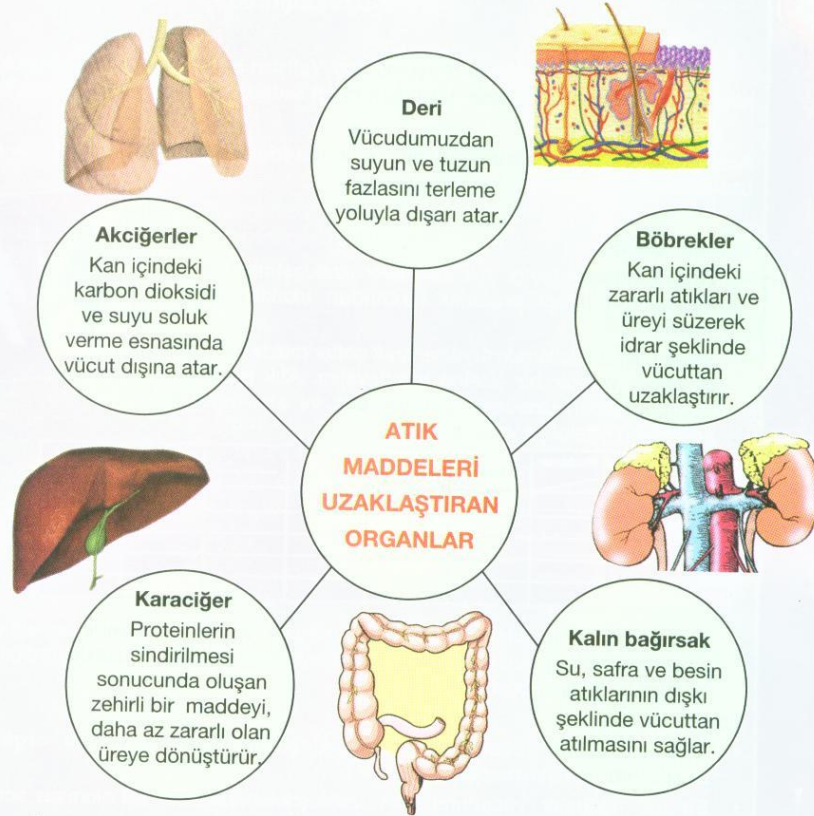 Deri
Vücudumuzdan
suyun ve tuzun
fazlasını terleme
yoluyla dışarı atar.
Akciğerler
Kan içindeki
karbon dioksidi
ve suyu soluk
verme esnasında
vücut dışına atar.
Böbrekler
Kan içindeki
zararlı atıkları ve
üreyi süzerek
idrar şeklinde
vücuttan
uzaklaştırır.
ATIK
MADDELERİ
UZAKLAŞTIRAN
ORGANLAR
Karaciğer
Proteinlerin
sindirilmesi
sonucunda oluşan
zehirli bir maddeyi,
daha az zararlı olan
üreye dönüştürür.
Kalın bağırsak
Su, safra ve besin
atıklarının dışkı
şeklinde vücuttan
atılmasını sağlar.